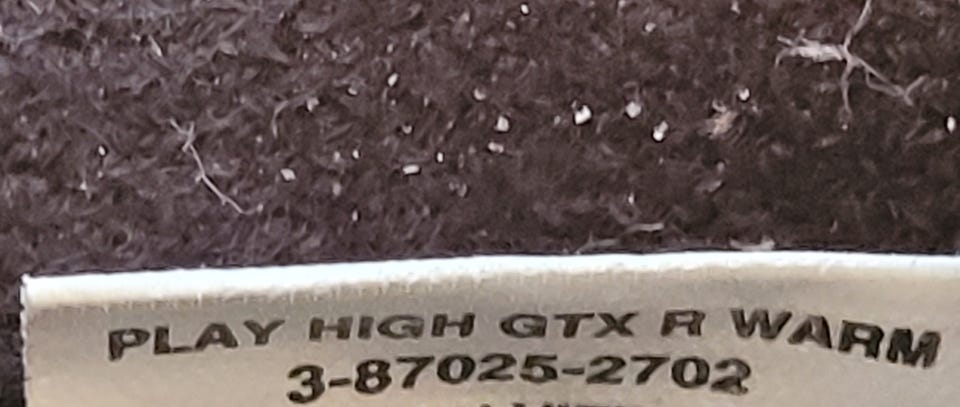 PLAY HIGH GTX R WARM
3-87025-2702